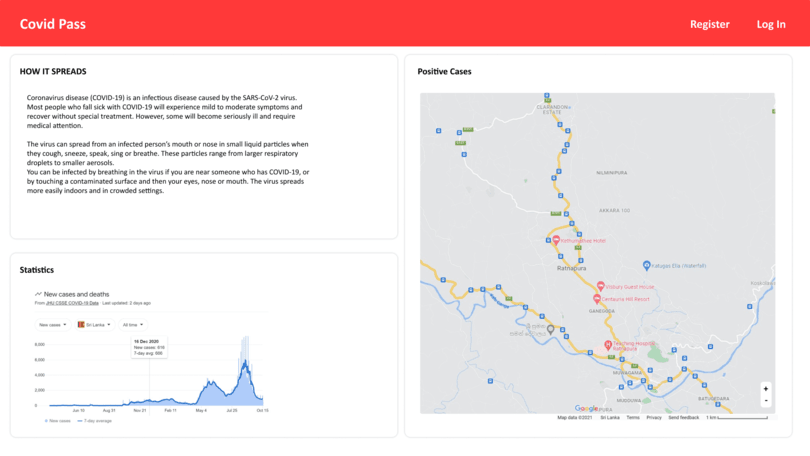 Covid Pass
Register
Log In
HOW IT SPREADS
Coronavirus disease (COVID-19) is an infectious disease caused by the SARS-CoV-2 virus.
Most people who fall sick with COVID-19 will experience mild to moderate symptoms and
recover without special treatment. However, some will become seriously ill and require
medical attention.
The virus can spread from an infected person's mouth or nose in small liquid particles when
they cough, sneeze, speak, sing or breathe. These particles range from larger respiratory
droplets to smaller aerosols.
You can be infected by breathing in the virus if you are near someone who has COVID-19, or
by touching a contaminated surface and then your eyes, nose or mouth. The virus spreads
more easily indoors and in crowded settings.
Statistics
New cases and deaths
From JHU CSSE COVID-19 Data Last updated: 2 days ago
New cases
Sri Lanka
All time
16 Dec 2020
New cases: 616
7-day avg:
8,000
6,000
4,000
2,000
0
Jun 10
Aug 31
Nov 21
Feb 11
May 4
Jul 25
Oct 15
New cases
7-day average
Positive Cases
ESTATE
Ratnapura
Katugas Ella (Waterfall)
Centauria Hill Resort
Teaching Hospital
Ratnapura
MUDDUWA
BATUGEDARA
Google
+
-
Map data ©2021 Sri Lanka Terms Privacy Send feedback 1 km